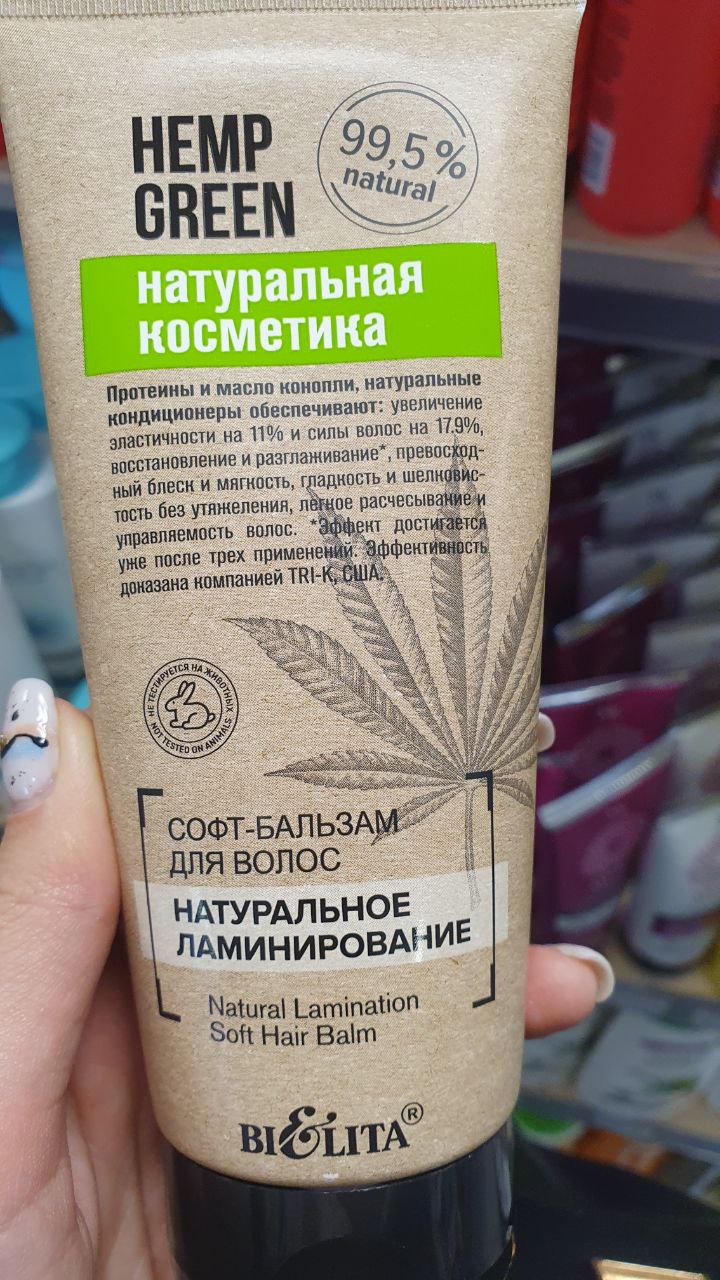 HEMP
GREEN
99,5%
natural
натуральная
косметика
Протеины и масло конопли, натуральные
кондиционеры обеспечивают: увеличение
эластичности на 11% и силы волос на 17.9%,
восстановление и разглаживание*, превосход-
ный блеск и мягкость, гладкость и шелковис-
тость без утяжеления, легкое расчесывание и
управляемость волос. *Эффект достигается
уже после трех применений. Эффективность
доказана компанией TRI-K, США.
НЕ ТЕСТИРУЕТСЯ НА ЖИВОТНЫХ
NOT TESTED ON ANIMALS
СОФТ-БАЛЬЗАМ
ДЛЯ ВОЛОС
НАТУРАЛЬНОЕ
ЛАМИНИРОВАНИЕ
Natural Lamination
Soft Hair Balm
BI&LITA®